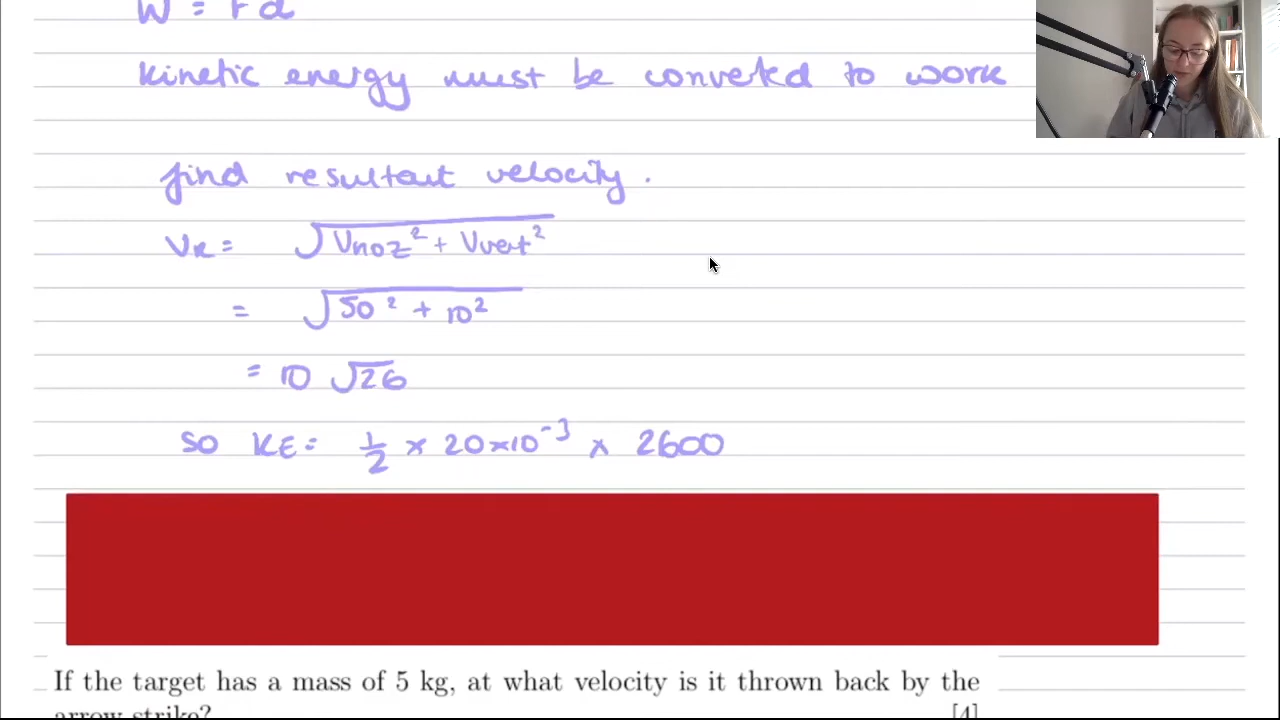 W = Fd
kinetic energy must be converted to work
find resultant velocity.
VR = √Vhoz² + Vvert²
= √50² + 10²
= 10 √26
so KE = 1/2 × 20×10⁻³ × 2600
If the target has a mass of 5 kg, at what velocity is it thrown back by the
arrow strike? [4]